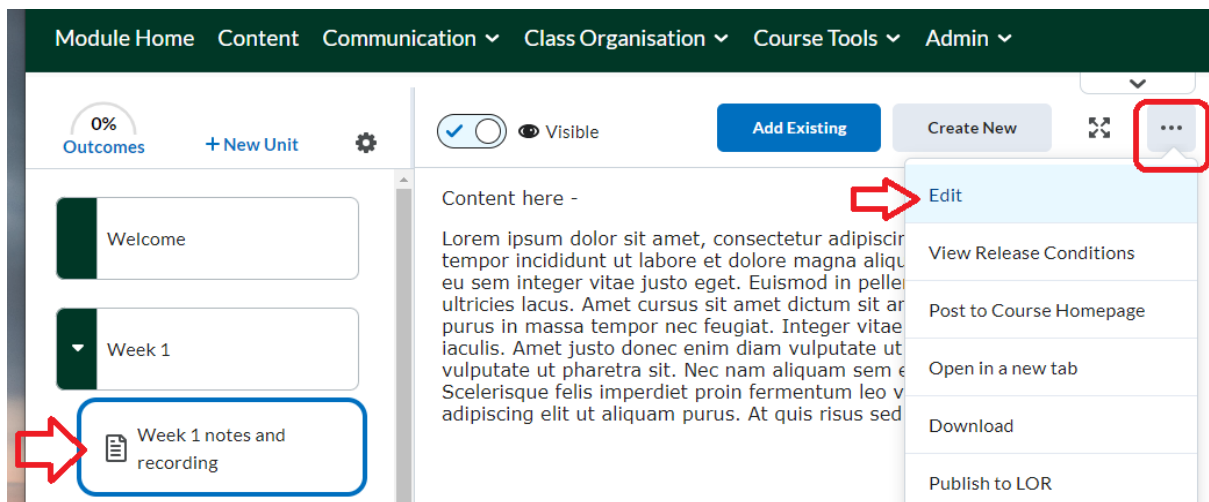 Module Home Content Communication Class Organisation Course Tools Admin
0%
Outcomes
+ New Unit
Visible
Add Existing
Create New
...
Welcome
Week 1
Week 1 notes and
recording
Content here -
Lorem ipsum dolor sit amet, consectetur adipiscin
tempor incididunt ut labore et dolore magna aliqu
eu sem integer vitae justo eget. Euismod in peller
ultricies lacus. Amet cursus sit amet dictum sit ar
purus in massa tempor nec feugiat. Integer vitae
iaculis. Amet justo donec enim diam vulputate ut
vulputate ut pharetra sit. Nec nam aliquam sem e
Scelerisque felis imperdiet proin fermentum leo v
adipiscing elit ut aliquam purus. At quis risus sed
Edit
View Release Conditions
Post to Course Homepage
Open in a new tab
Download
Publish to LOR